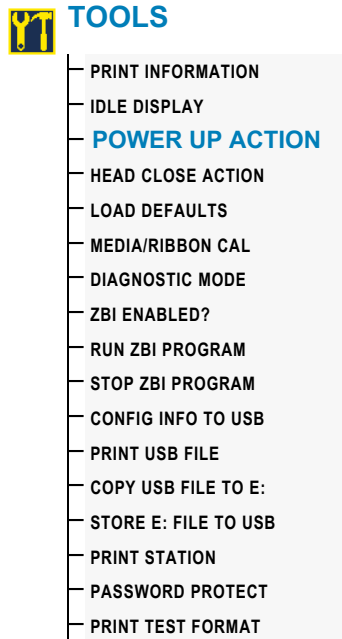 TOOLS
PRINT INFORMATION
IDLE DISPLAY
POWER UP ACTION
HEAD CLOSE ACTION
LOAD DEFAULTS
MEDIA/RIBBON CAL
DIAGNOSTIC MODE
ZBI ENABLED?
RUN ZBI PROGRAM
STOP ZBI PROGRAM
CONFIG INFO TO USB
PRINT USB FILE
COPY USB FILE TO E:
STORE E: FILE TO USB
PRINT STATION
PASSWORD PROTECT
PRINT TEST FORMAT